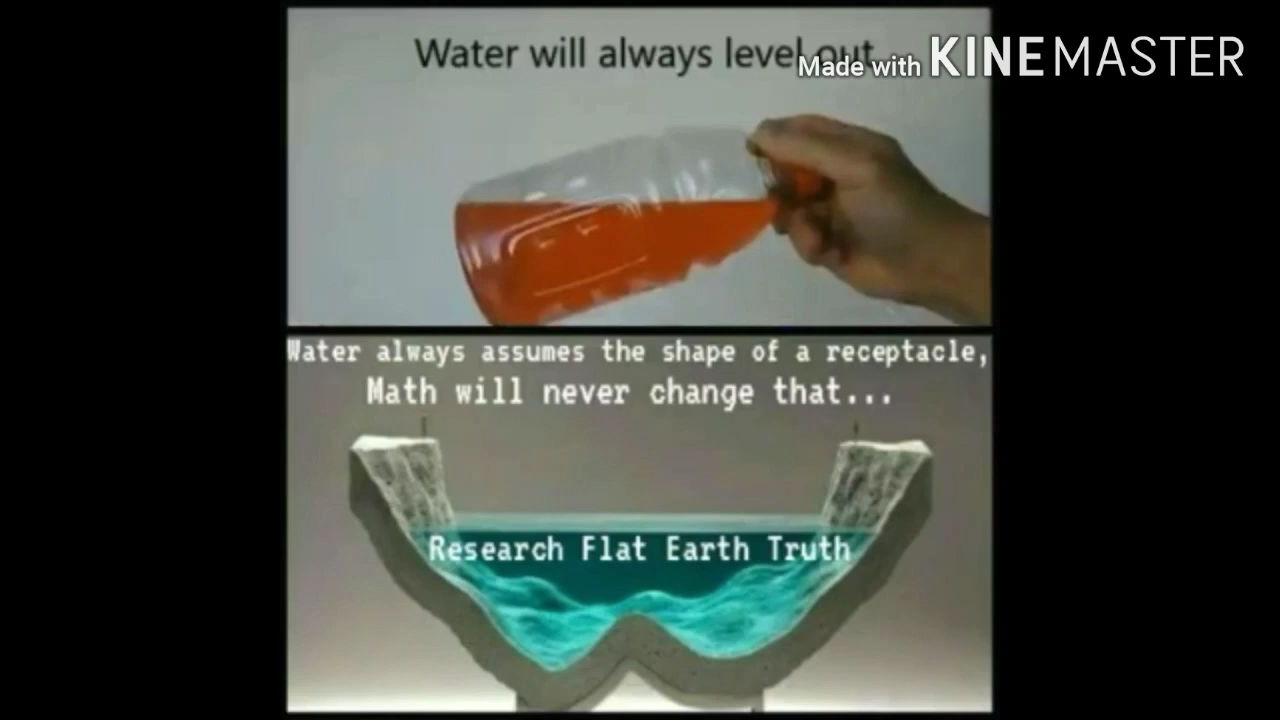 Water will always level out
Made with KINEMASTER
Water always assumes the shape of a receptacle,
Math will never change that...
Research Flat Earth Truth